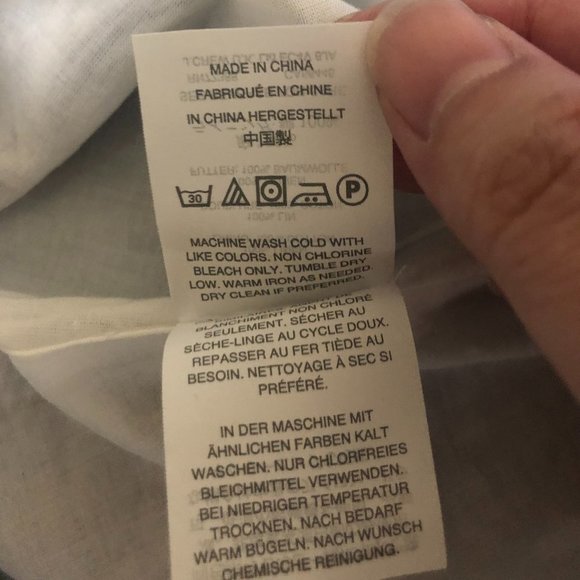 MADE IN CHINA
FABRIQUÉ EN CHINE
IN CHINA HERGESTELLT
中国製
30
P
MACHINE WASH COLD WITH
LIKE COLORS. NON CHLORINE
BLEACH ONLY. TUMBLE DRY
LOW. WARM IRON AS NEEDED.
DRY CLEAN IF PREFERRED.
BLANCHIMENT NON CHLORÉ
SEULEMENT. SÉCHER AU
SÈCHE-LINGE AU CYCLE DOUX.
REPASSER AU FER TIÈDE AU
BESOIN. NETTOYAGE À SEC SI
PRÉFÉRÉ.
IN DER MASCHINE MIT
ÄHNLICHEN FARBEN KALT
WASCHEN. NUR CHLORFREIES
BLEICHMITTEL VERWENDEN.
BEI NIEDRIGER TEMPERATUR
TROCKNEN. NACH BEDARF
WARM BÜGELN. NACH WUNSCH
CHEMISCHE REINIGUNG.